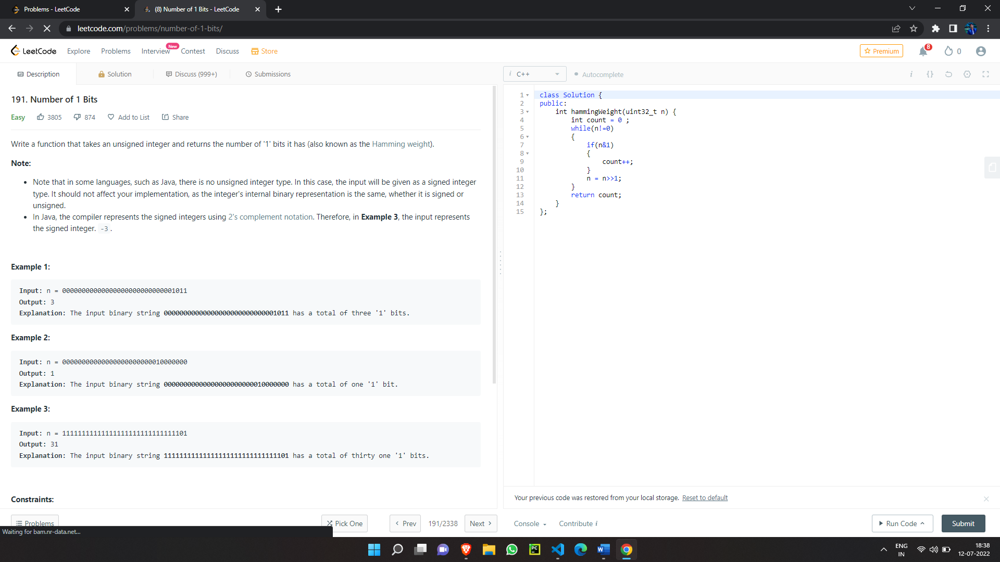 Problems - LeetCode
(8) Number of 1 Bits - LeetCode
leetcode.com/problems/number-of-1-bits/
LeetCode Explore Problems Interview New Contest Discuss Store Premium 8 0
Description Solution Discuss (999+) Submissions
i C++ Autocomplete i {}
191. Number of 1 Bits
Easy 3805 874 Add to List Share
Write a function that takes an unsigned integer and returns the number of '1' bits it has (also known as the Hamming weight).
Note:
• Note that in some languages, such as Java, there is no unsigned integer type. In this case, the input will be given as a signed integer
type. It should not affect your implementation, as the integer's internal binary representation is the same, whether it is signed or
unsigned.
• In Java, the compiler represents the signed integers using 2's complement notation. Therefore, in Example 3, the input represents
the signed integer. -3.
Example 1:
Input: n = 00000000000000000000000000001011
Output: 3
Explanation: The input binary string 00000000000000000000000000001011 has a total of three '1' bits.
Example 2:
Input: n = 00000000000000000000000010000000
Output: 1
Explanation: The input binary string 00000000000000000000000010000000 has a total of one '1' bit.
Example 3:
Input: n = 11111111111111111111111111111101
Output: 31
Explanation: The input binary string 11111111111111111111111111111101 has a total of thirty one '1' bits.
Constraints:
1 class Solution {
2 public:
3 int hammingWeight(uint32_t n) {
4 int count = 0 ;
5 while(n!=0)
6 {
7 if(n&1)
8 {
9 count++;
10 }
11 n = n>>1;
12 }
13 return count;
14 }
15 };
Your previous code was restored from your local storage. Reset to default
Problems Pick One Prev 191/2338 Next Console Contribute i Run Code Submit
Waiting for bam.nr-data.net...
ENG
IN
18:38
12-07-2022